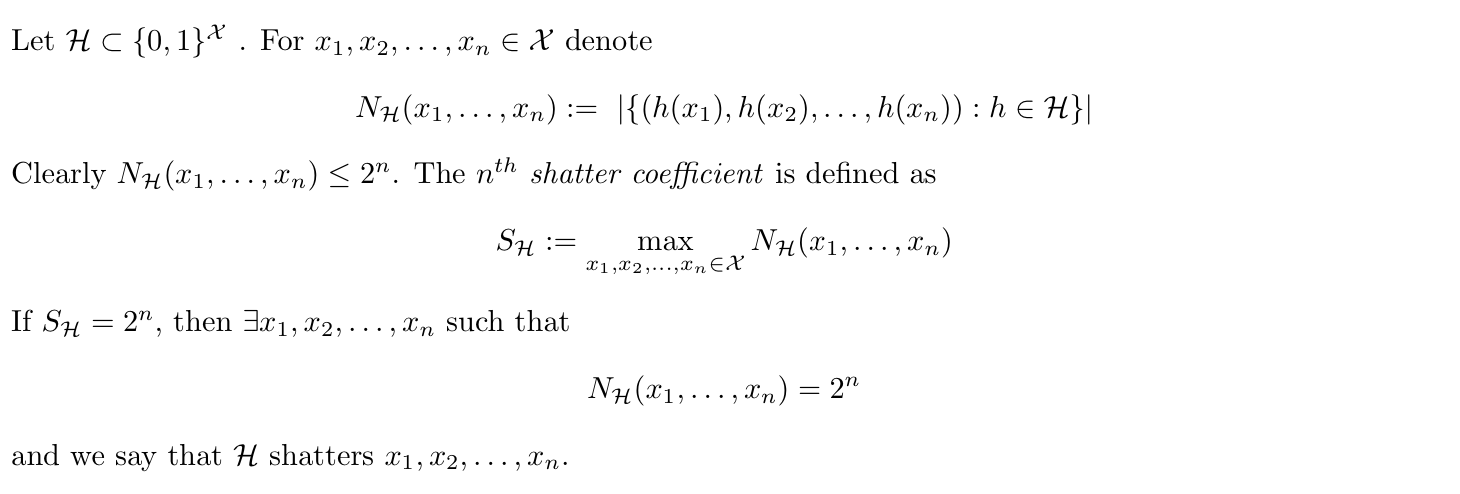 Let $\mathcal{H} \subset \{0,1\}^{\mathcal{X}}$ . For $x_1, x_2, \ldots, x_n \in \mathcal{X}$ denote
$N_{\mathcal{H}}(x_1, \ldots, x_n) := |\{(h(x_1), h(x_2), \ldots, h(x_n)) : h \in \mathcal{H}\}|$
Clearly $N_{\mathcal{H}}(x_1, \ldots, x_n) \leq 2^n$. The $n^{th}$ shatter coefficient is defined as
$S_{\mathcal{H}} := \max_{x_1, x_2, \ldots, x_n \in \mathcal{X}} N_{\mathcal{H}}(x_1, \ldots, x_n)$
If $S_{\mathcal{H}} = 2^n$, then $\exists x_1, x_2, \ldots, x_n$ such that
$N_{\mathcal{H}}(x_1, \ldots, x_n) = 2^n$
and we say that $\mathcal{H}$ shatters $x_1, x_2, \ldots, x_n$.